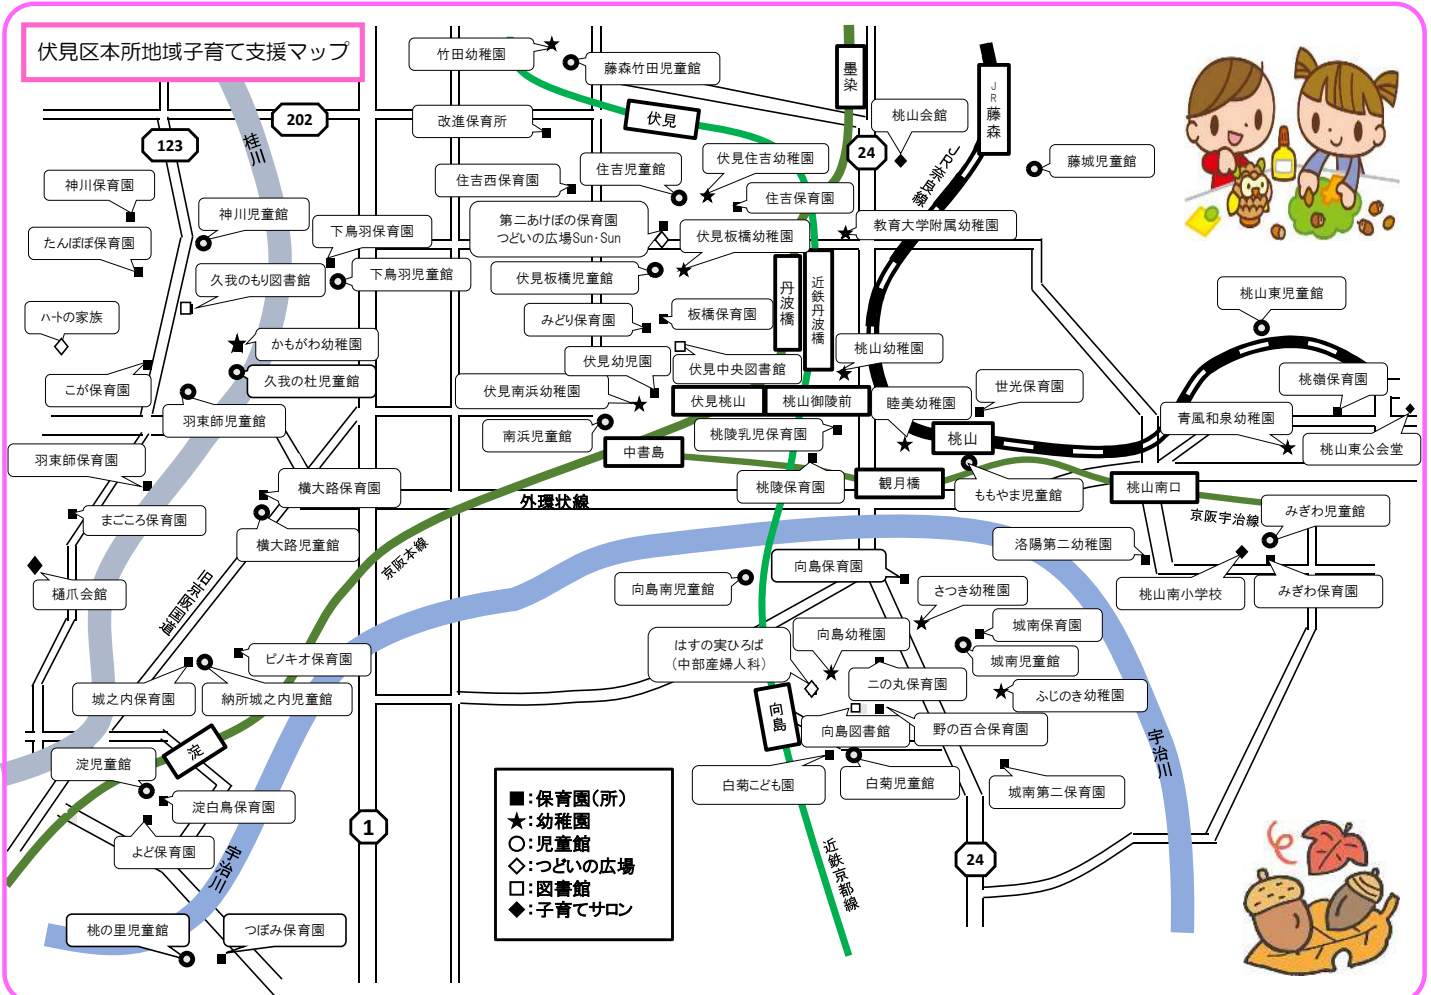 伏見区本所地域子育て支援マップ
竹田幼稚園
藤森竹田児童館
墨染
JR藤森
202
123
桂川
改進保育所
伏見
桃山会館
24
JR奈良線
藤城児童館
神川保育園
神川児童館
住吉西保育園
住吉児童館
伏見住吉幼稚園
住吉保育園
たんぽぽ保育園
下鳥羽保育園
第二あけぼの保育園
つどいの広場Sun・Sun
伏見板橋幼稚園
教育大学附属幼稚園
久我のもり図書館
下鳥羽児童館
伏見板橋児童館
丹波橋
近鉄丹波橋
桃山東児童館
ハートの家族
みどり保育園
板橋保育園
かもがわ幼稚園
伏見幼児園
伏見中央図書館
桃山幼稚園
こが保育園
久我の杜児童館
伏見南浜幼稚園
伏見桃山
桃山御陵前
睦美幼稚園
世光保育園
桃嶺保育園
羽束師児童館
南浜児童館
桃陵乳児保育園
桃山
青風和泉幼稚園
桃山東公会堂
羽束師保育園
中書島
横大路保育園
桃陵保育園
観月橋
ももやま児童館
桃山南口
まごころ保育園
外環状線
京阪宇治線
みぎわ児童館
横大路児童館
京阪本線
洛陽第二幼稚園
樋爪会館
旧京阪国道
向島南児童館
向島保育園
さつき幼稚園
桃山南小学校
みぎわ保育園
ピノキオ保育園
はすの実ひろば
(中部産婦人科)
向島幼稚園
城南保育園
城南児童館
城之内保育園
納所城之内児童館
二の丸保育園
ふじのき幼稚園
向島
向島図書館
野の百合保育園
宇治川
淀
淀児童館
白菊こども園
白菊児童館
城南第二保育園
淀白鳥保育園
よど保育園
宇治川
1
近鉄京都線
24
■:保育園(所)
★:幼稚園
○:児童館
◇:つどいの広場
□:図書館
◆:子育てサロン
桃の里児童館
つぼみ保育園